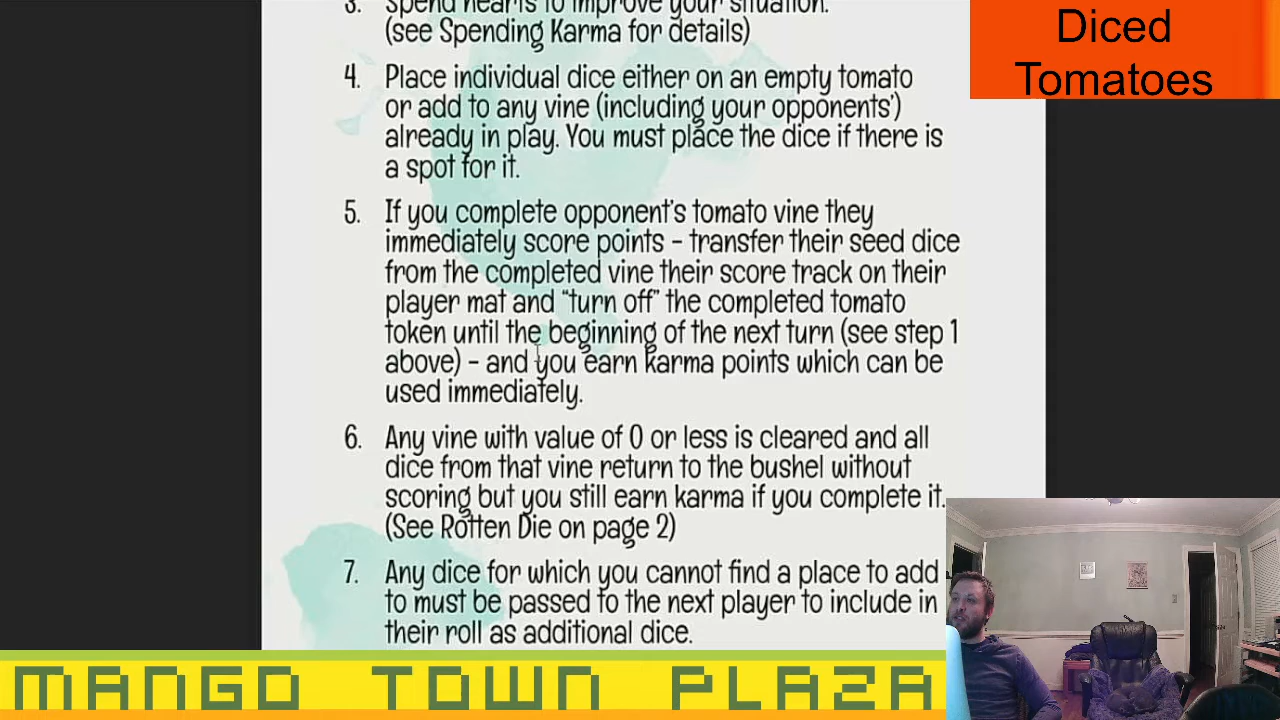 3. Spend hearts to improve your situation.
(see Spending Karma for details)
4. Place individual dice either on an empty tomato
or add to any vine (including your opponents')
already in play. You must place the dice if there is
a spot for it.
5. If you complete opponent's tomato vine they
immediately score points - transfer their seed dice
from the completed vine their score track on their
player mat and "turn off" the completed tomato
token until the beginning of the next turn (see step 1
above) - and you earn karma points which can be
used immediately.
6. Any vine with value of 0 or less is cleared and all
dice from that vine return to the bushel without
scoring but you still earn karma if you complete it.
(See Rotten Die on page 2)
7. Any dice for which you cannot find a place to add
to must be passed to the next player to include in
their roll as additional dice.
Diced
Tomatoes
MANGO TOWN PLAZA